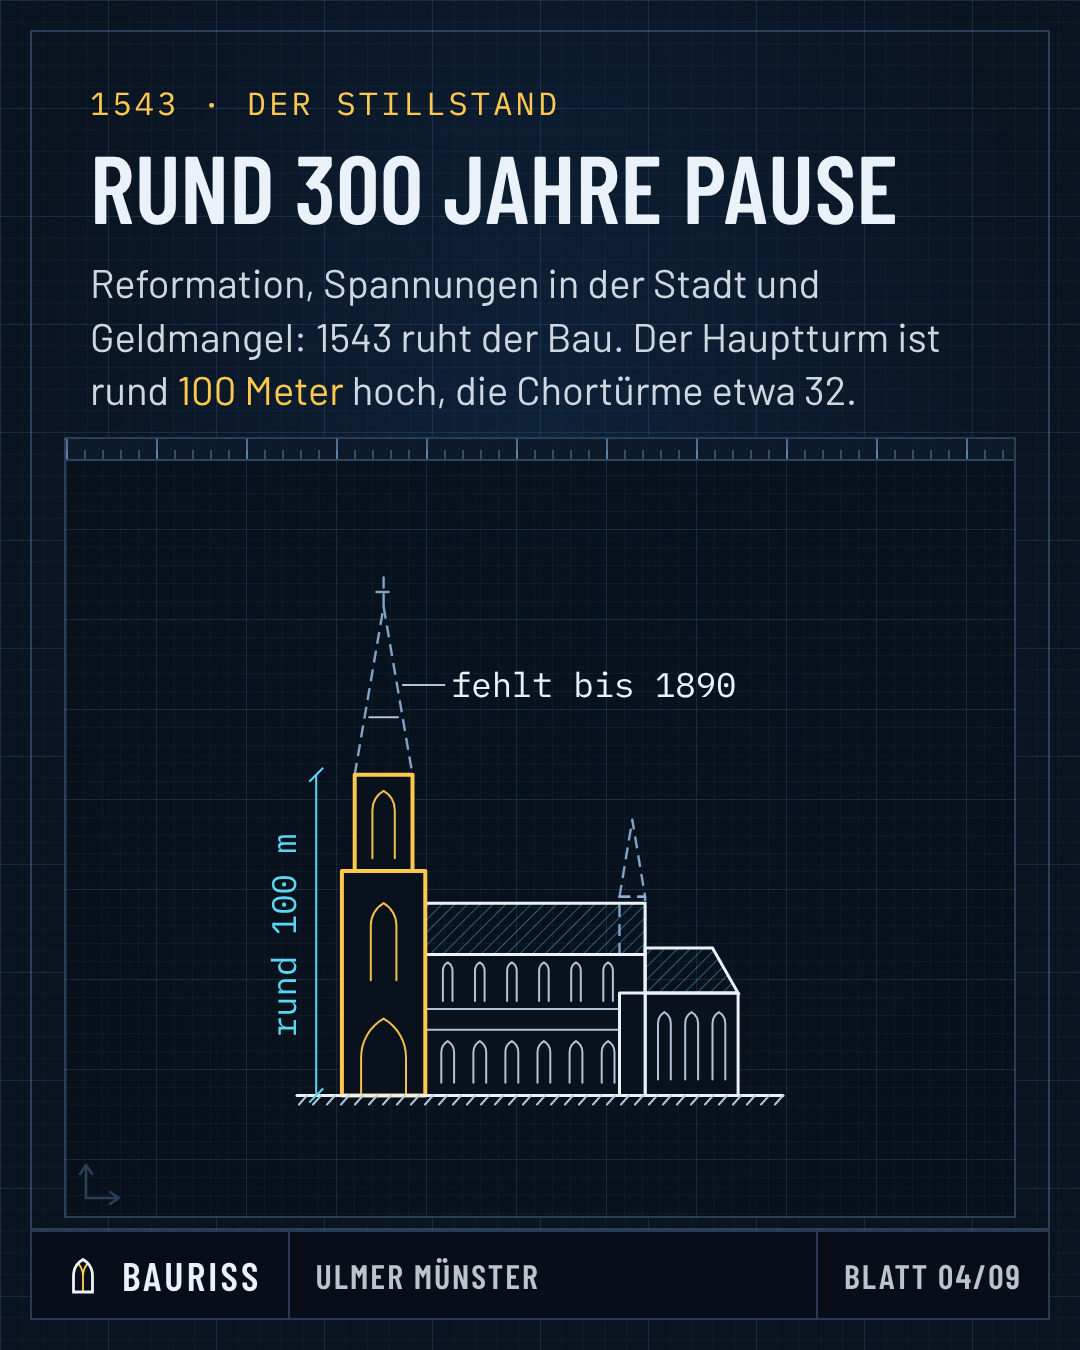 1543 · DER STILLSTAND
RUND 300 JAHRE PAUSE
Reformation, Spannungen in der Stadt und
Geldmangel: 1543 ruht der Bau. Der Hauptturm ist
rund 100 Meter hoch, die Chortürme etwa 32.
fehlt bis 1890
rund 100 m
BAURISS
ULMER MÜNSTER
BLATT 04/09